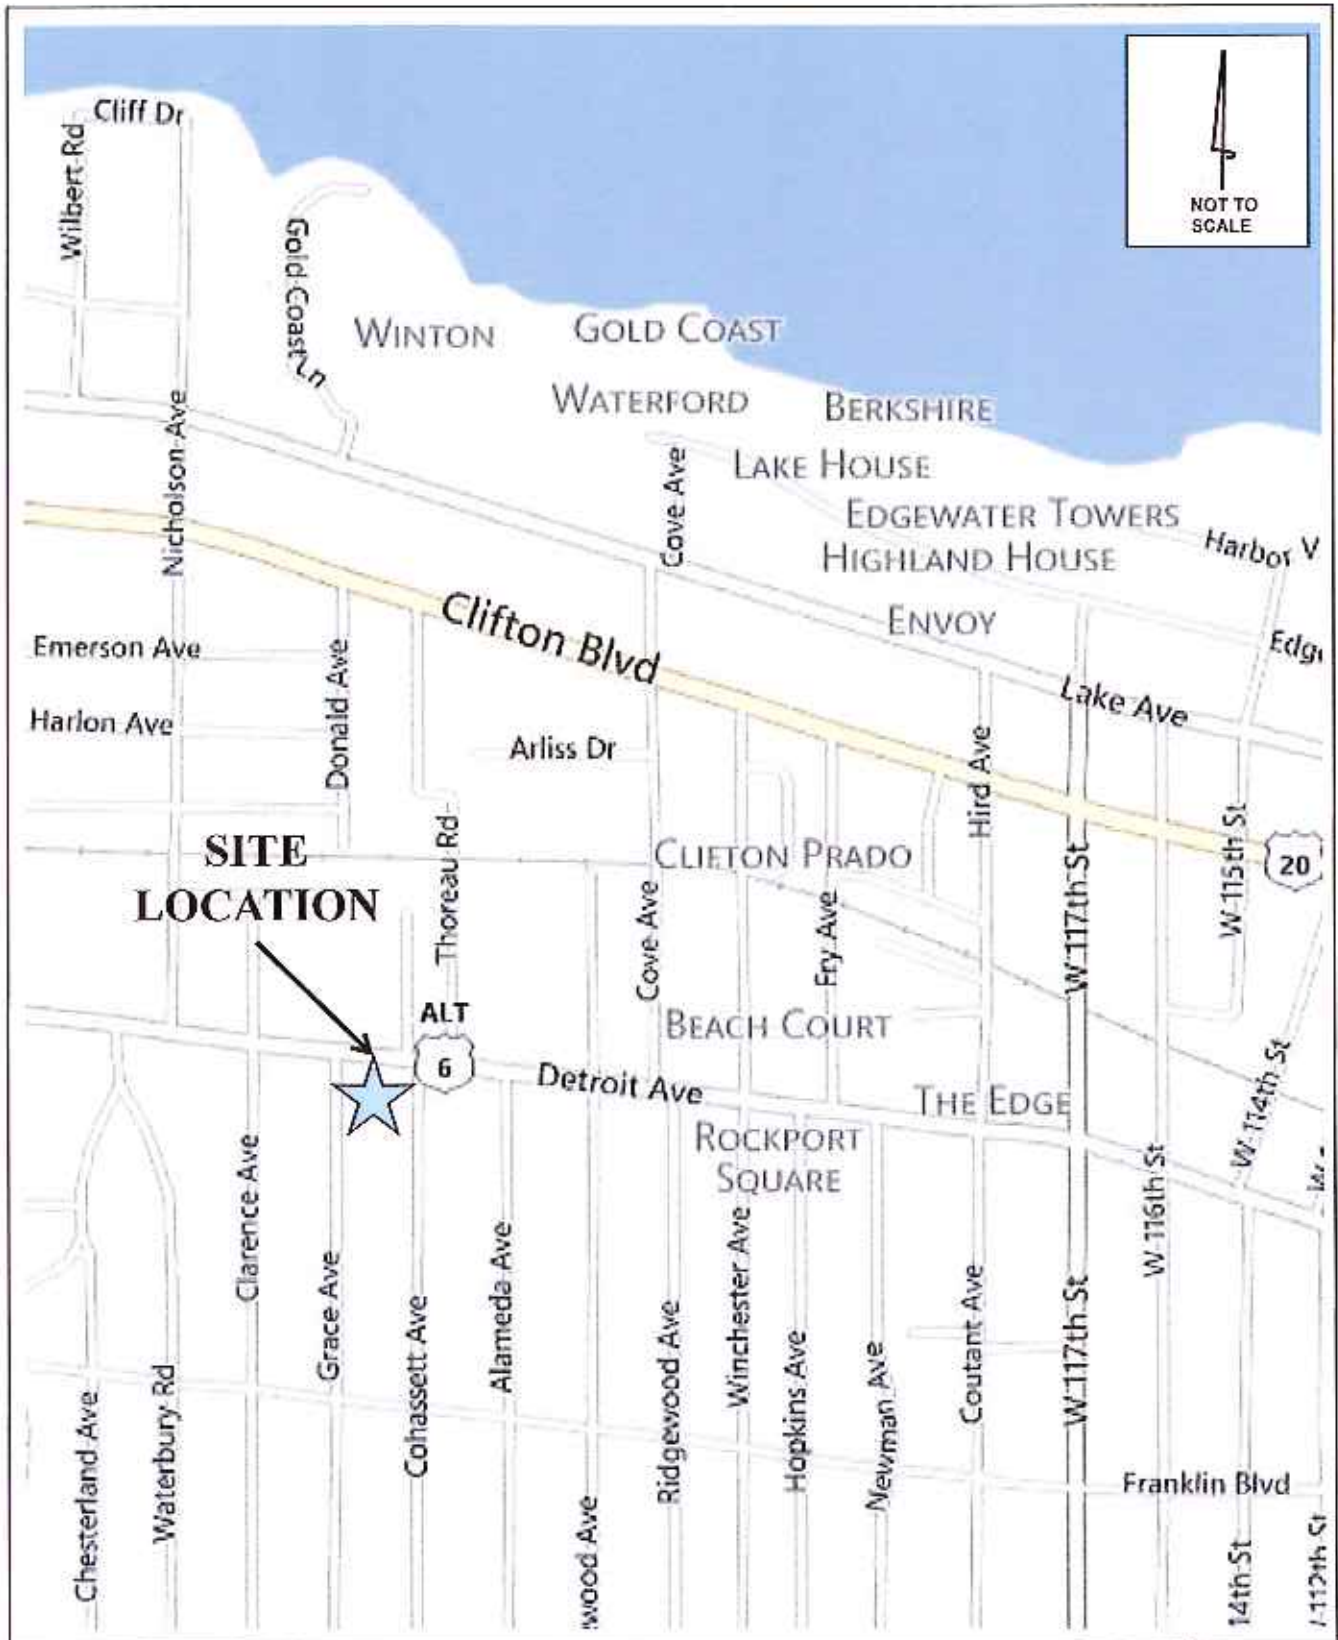 Cliff Dr
Wilbert Rd
NOT TO
SCALE
Gold Coast Ln
WINTON
GOLD COAST
WATERFORD
BERKSHIRE
Nicholson Ave
Cove Ave
LAKE HOUSE
EDGEWATER TOWERS
Harbor V
HIGHLAND HOUSE
ENVOY
Clifton Blvd
Emerson Ave
Edg
Donald Ave
Lake Ave
Harlon Ave
Arliss Dr
Hird Ave
SITE
LOCATION
Thoreau Rd
CLIFTON PRADO
W 117th St
W 115th St
20
Cove Ave
Fry Ave
ALT
6
BEACH COURT
Detroit Ave
THE EDGE
W 114th St
ROCKPORT
SQUARE
Clarence Ave
W 116th St
Grace Ave
Cohassett Ave
Alameda Ave
Ridgewood Ave
Winchester Ave
Hopkins Ave
Newman Ave
Coutant Ave
W 117th St
Chesterland Ave
Waterbury Rd
Franklin Blvd
wood Ave
14th St
112th St